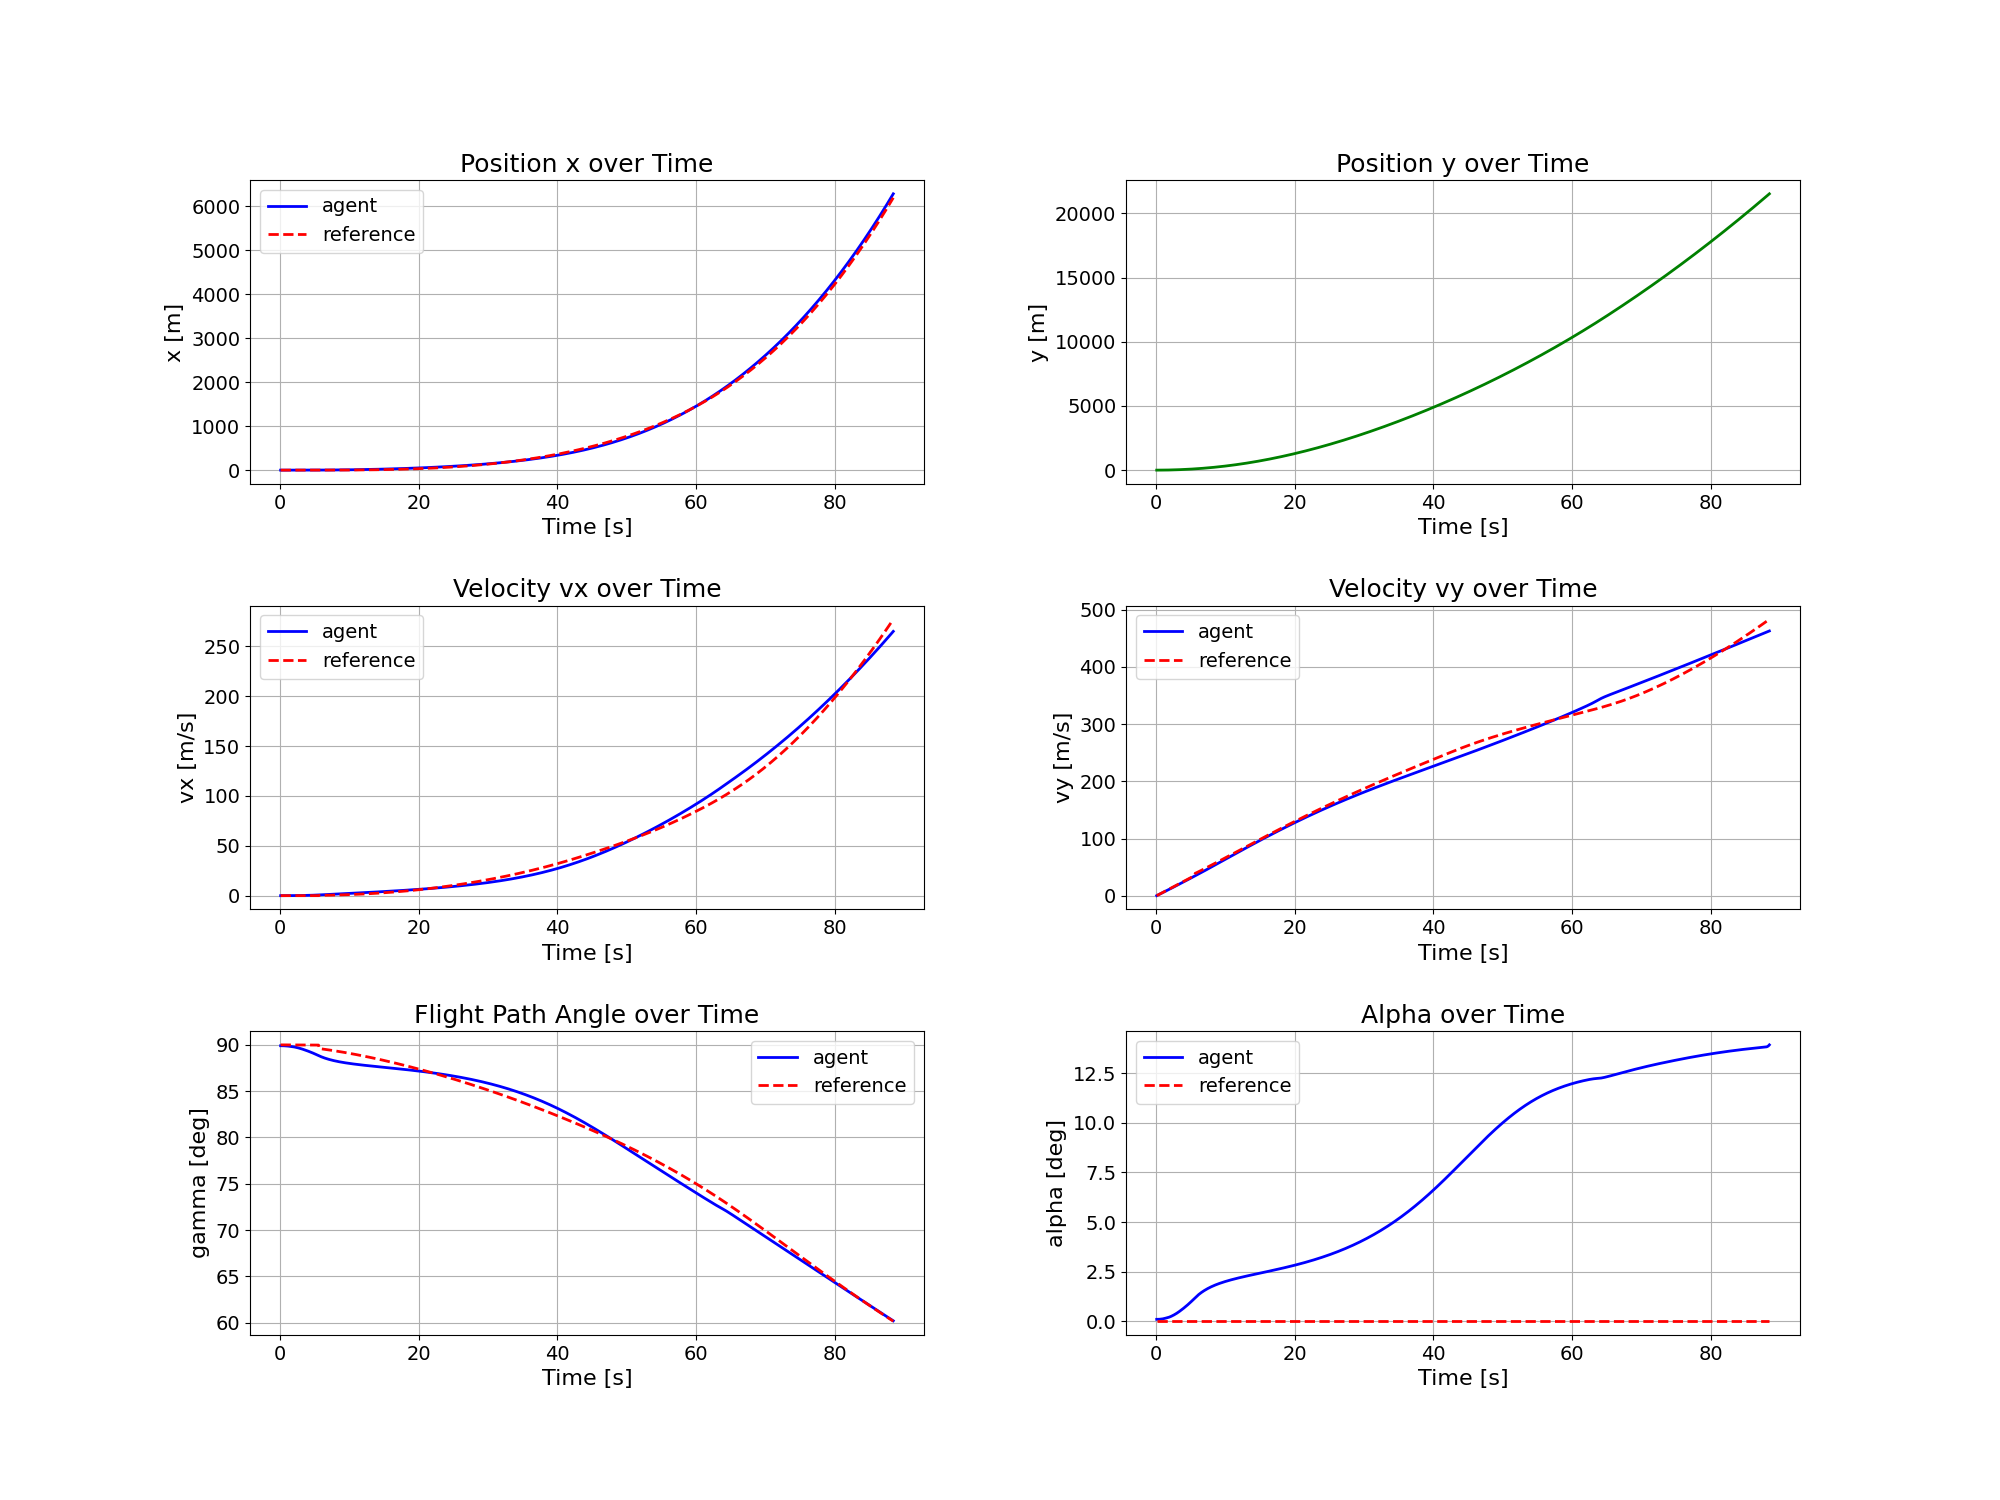 Position x over Time
agent
reference
6000
5000
4000
3000
2000
1000
0
x [m]
0 20 40 60 80
Time [s]
Position y over Time
20000
15000
10000
5000
0
y [m]
0 20 40 60 80
Time [s]
Velocity vx over Time
agent
reference
250
200
150
100
50
0
vx [m/s]
0 20 40 60 80
Time [s]
Velocity vy over Time
agent
reference
500
400
300
200
100
0
vy [m/s]
0 20 40 60 80
Time [s]
Flight Path Angle over Time
agent
reference
90
85
80
75
70
65
60
gamma [deg]
0 20 40 60 80
Time [s]
Alpha over Time
agent
reference
12.5
10.0
7.5
5.0
2.5
0.0
alpha [deg]
0 20 40 60 80
Time [s]